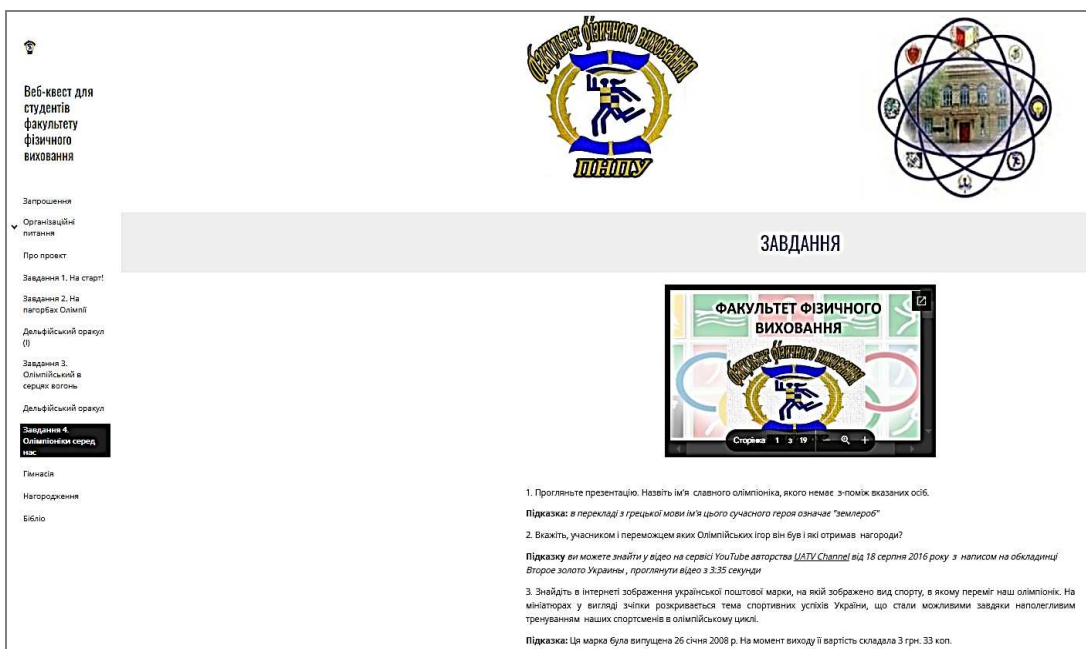 Веб-квест для
студентів
факультету
фізичного
виховання
Запрошення
Організаційні
питання
Про проєкт
Завдання 1. На старт!
Завдання 2. На
пагорбах Олімпії
Дельфійський оракул
(І)
Завдання 3.
Олімпійський в
серцях вогонь
Дельфійський оракул
Завдання 4.
Олімпіоніки серед
нас
Гімнасія
Нагородження
Бібліо
факультет фізичного виховання
ПНПУ
ЗАВДАННЯ
ФАКУЛЬТЕТ ФІЗИЧНОГО
ВИХОВАННЯ
факультет фізичного виховання
Сторінка 1 з 19
1. Прогляньте презентацію. Назвіть ім'я славного олімпіоніка, якого немає з-поміж вказаних осіб.
Підказка: в перекладі з грецької мови ім'я цього сучасного героя означає "землероб"
2. Вкажіть, учасником і переможцем яких Олімпійських ігор він був і які отримав нагороди?
Підказку ви можете знайти у відео на сервісі YouTube авторства UATV Channel від 18 серпня 2016 року з написом на обкладинці
Второе золото Украины , проглянути відео з 3:35 секунди
3. Знайдіть в інтернеті зображення української поштової марки, на якій зображено вид спорту, в якому переміг наш олімпіонік. На
мініатюрах у вигляді зчіпки розкривається тема спортивних успіхів України, що стали можливими завдяки наполегливим
тренуванням наших спортсменів в олімпійському циклі.
Підказка: Ця марка була випущена 26 січня 2008 р. На момент виходу її вартість складала 3 грн. 33 коп.